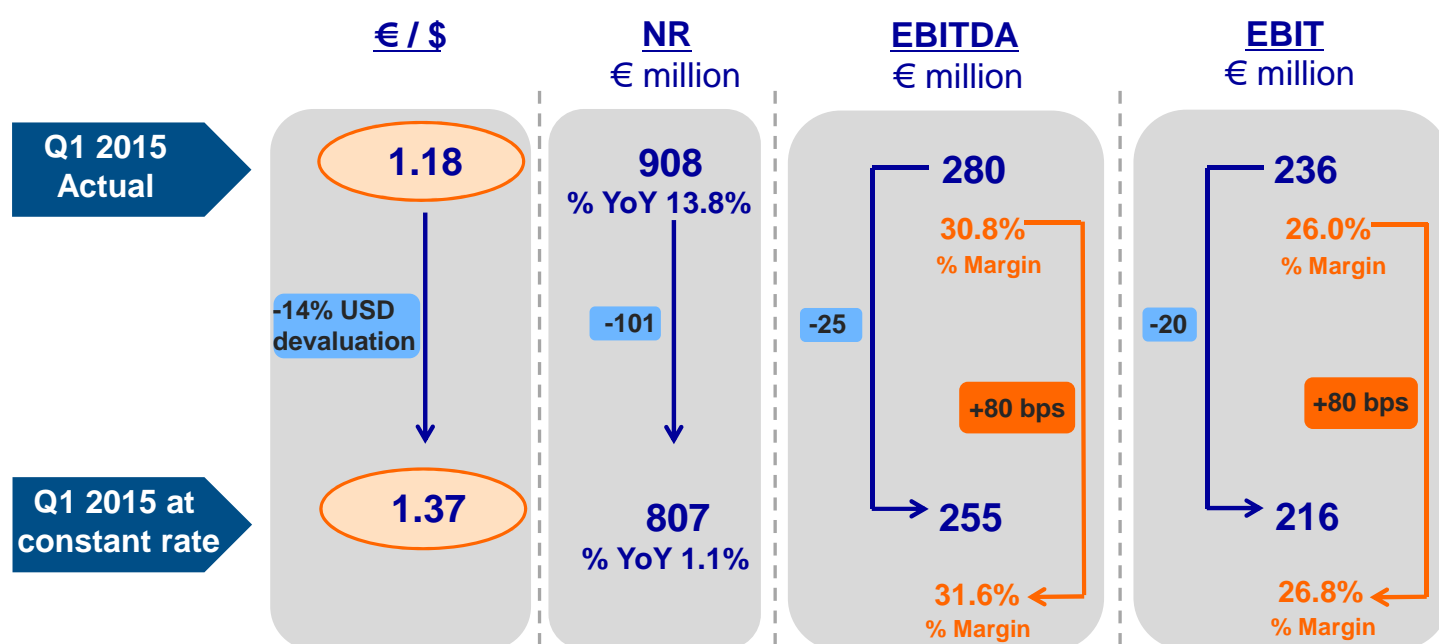 € / $
NR
€ million
EBITDA
€ million
EBIT
€ million
Q1 2015
Actual
1.18
908
% YoY 13.8%
280
30.8%
% Margin
236
26.0%
% Margin
-14% USD
devaluation
-101
-25
+80 bps
-20
+80 bps
Q1 2015 at
constant rate
1.37
807
% YoY 1.1%
255
31.6%
% Margin
216
26.8%
% Margin